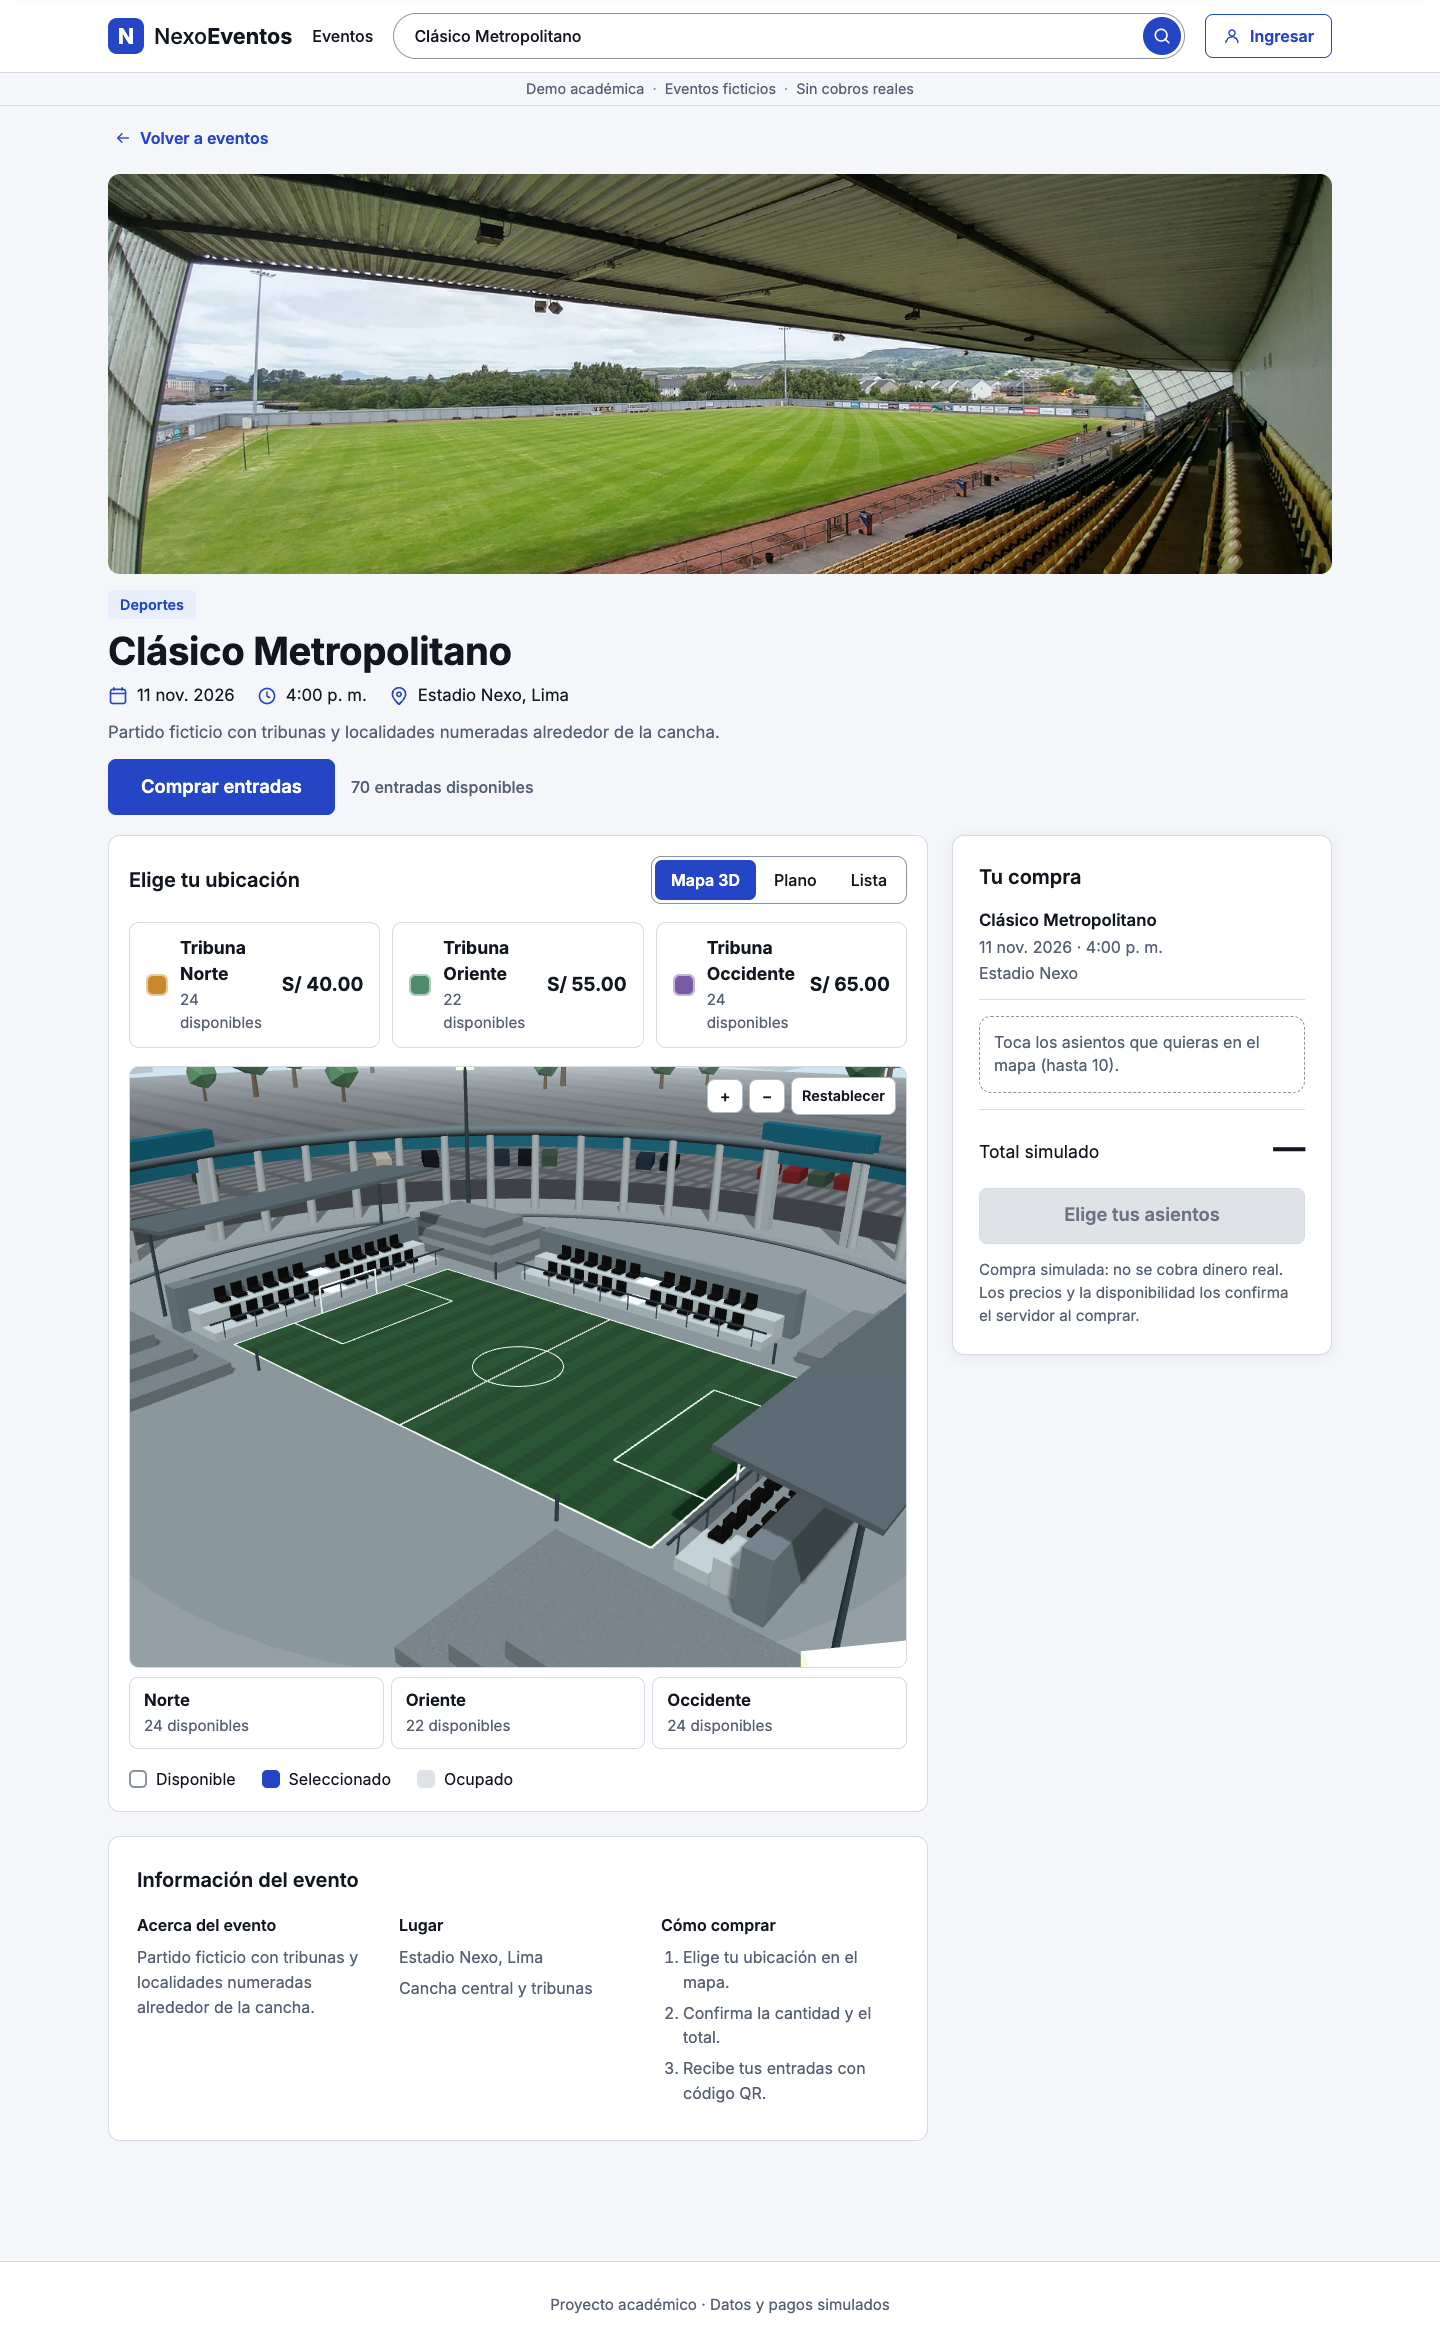 N NexoEventos Eventos Clásico Metropolitano Ingresar
Demo académica · Eventos ficticios · Sin cobros reales
← Volver a eventos
Deportes
Clásico Metropolitano
11 nov. 2026 4:00 p. m. Estadio Nexo, Lima
Partido ficticio con tribunas y localidades numeradas alrededor de la cancha.
Comprar entradas 70 entradas disponibles
Elige tu ubicación
Mapa 3D Plano Lista
Tribuna
Norte
24
disponibles
S/ 40.00
Tribuna
Oriente
22
disponibles
S/ 55.00
Tribuna
Occidente
24
disponibles
S/ 65.00
+ − Restablecer
Norte
24 disponibles
Oriente
22 disponibles
Occidente
24 disponibles
Disponible Seleccionado Ocupado
Tu compra
Clásico Metropolitano
11 nov. 2026 · 4:00 p. m.
Estadio Nexo
Toca los asientos que quieras en el
mapa (hasta 10).
Total simulado —
Elige tus asientos
Compra simulada: no se cobra dinero real.
Los precios y la disponibilidad los confirma
el servidor al comprar.
Información del evento
Acerca del evento
Partido ficticio con tribunas y
localidades numeradas
alrededor de la cancha.
Lugar
Estadio Nexo, Lima
Cancha central y tribunas
Cómo comprar
1. Elige tu ubicación en el
mapa.
2. Confirma la cantidad y el
total.
3. Recibe tus entradas con
código QR.
Proyecto académico · Datos y pagos simulados